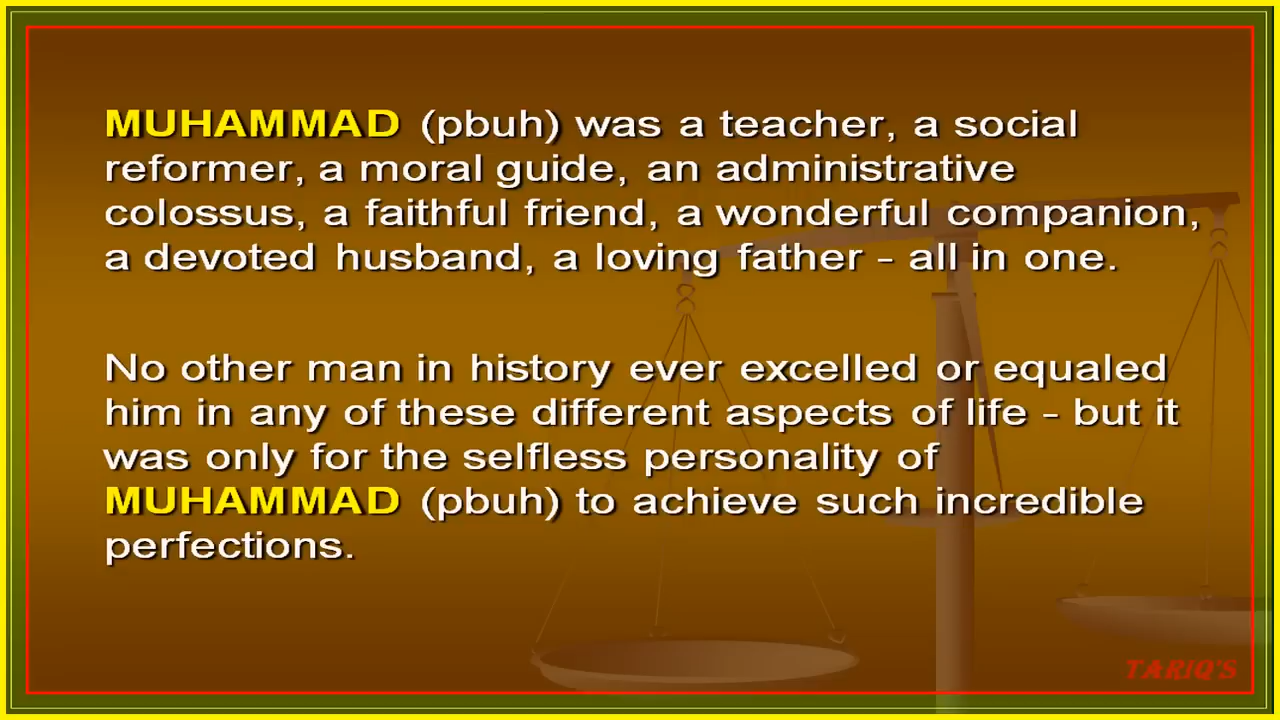 MUHAMMAD (pbuh) was a teacher, a social
reformer, a moral guide, an administrative
colossus, a faithful friend, a wonderful companion,
a devoted husband, a loving father – all in one.
No other man in history ever excelled or equaled
him in any of these different aspects of life – but it
was only for the selfless personality of
MUHAMMAD (pbuh) to achieve such incredible
perfections.
TARIQ'S